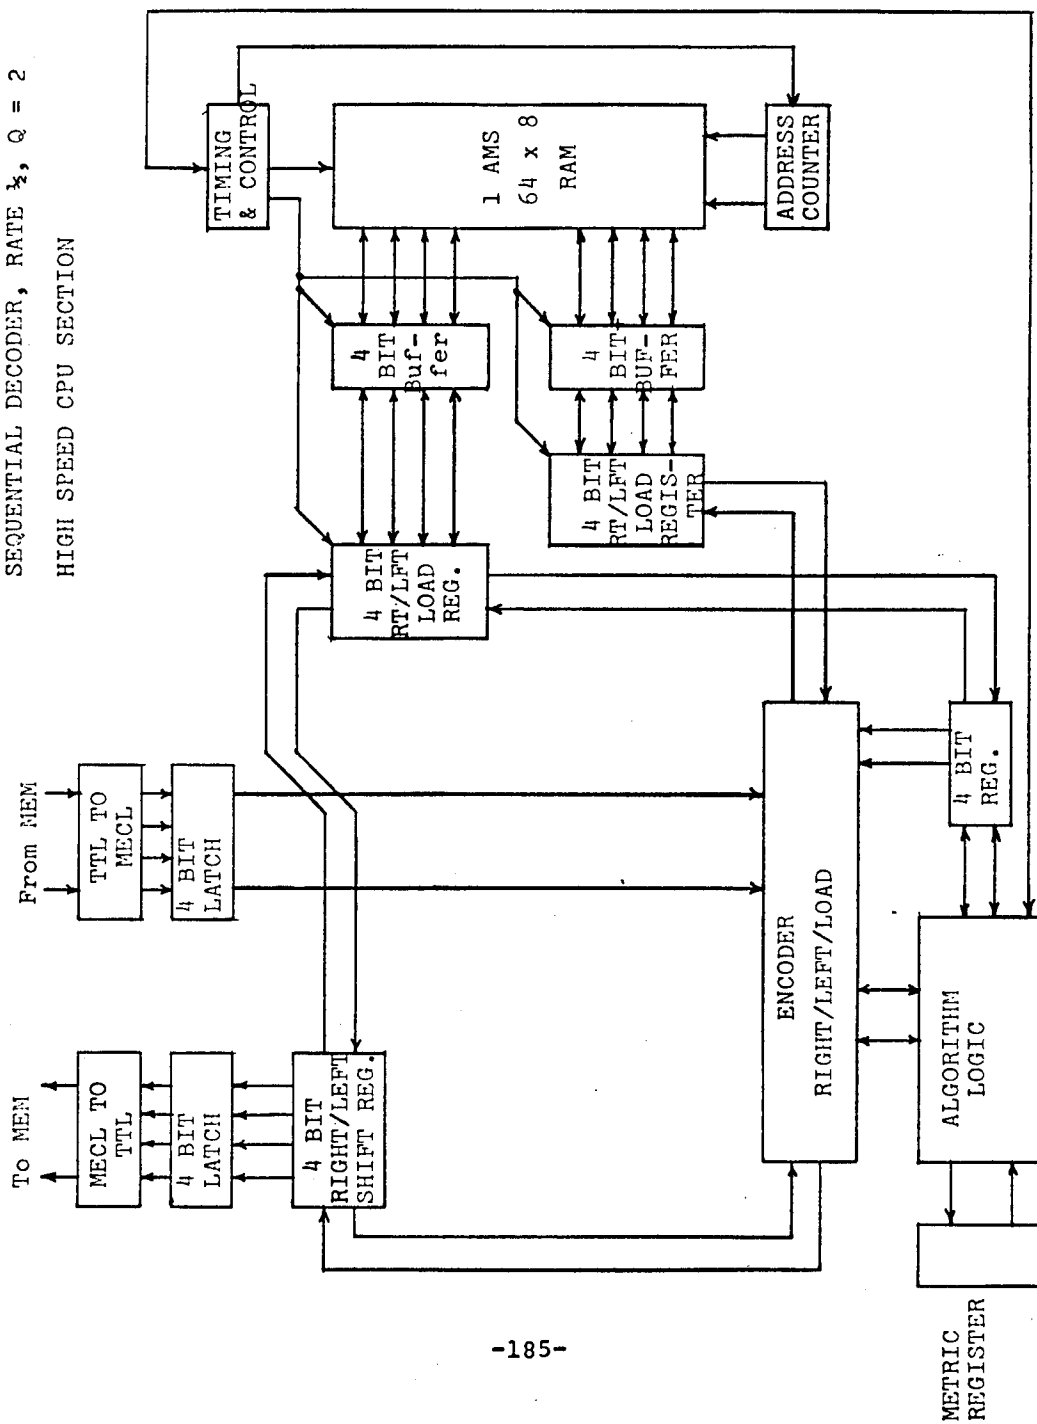 SEQUENTIAL DECODER, RATE ½, Q = 2
HIGH SPEED CPU SECTION
To MEM
From MEM
MECL TO
TTL
TTL TO
MECL
4 BIT
LATCH
4 BIT
LATCH
4 BIT
RIGHT/LEFT
SHIFT REG.
4 BIT
RT/LFT
LOAD
REG.
4
BIT
Buf-
fer
TIMING
& CONTROL
1 AMS
64 x 8
RAM
4 BIT
RT/LFT
LOAD
REGIS-
TER
4
BIT
BUF-
FER
ADDRESS
COUNTER
ENCODER
RIGHT/LEFT/LOAD
4 BIT
REG.
ALGORITHM
LOGIC
METRIC
REGISTER
-185-